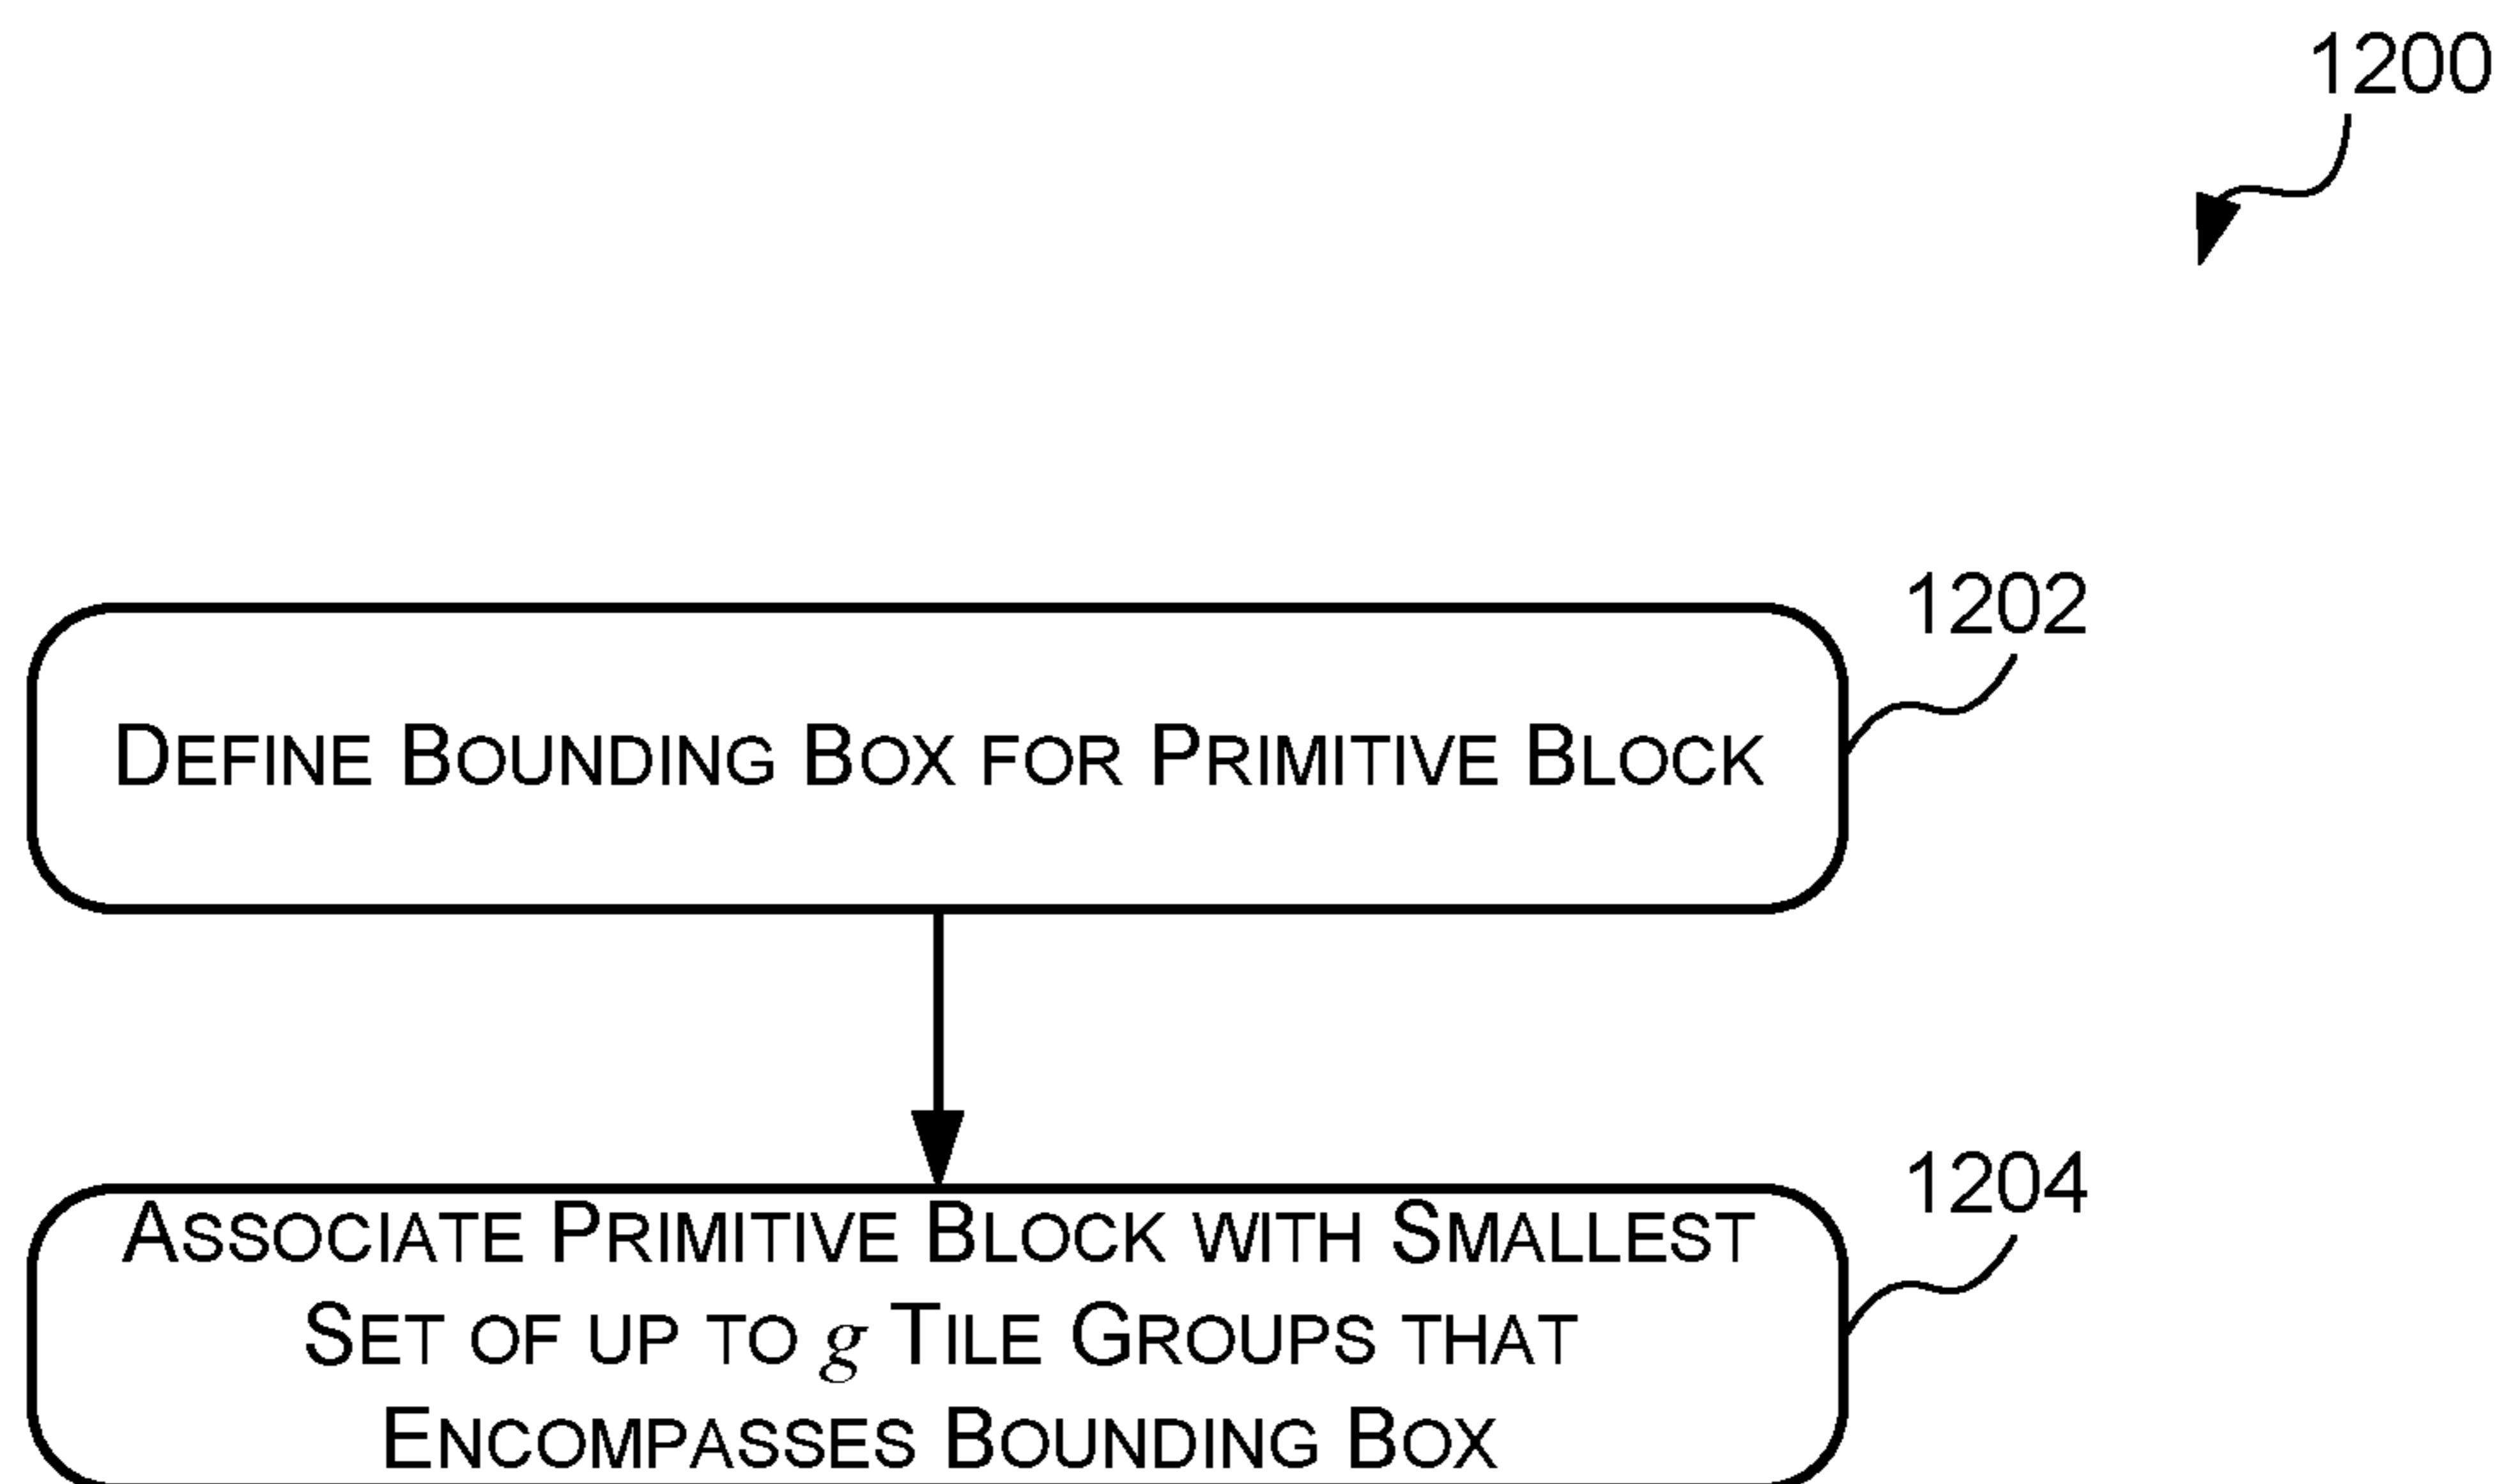 1200
1202
DEFINE BOUNDING BOX FOR PRIMITIVE BLOCK
1204
ASSOCIATE PRIMITIVE BLOCK WITH SMALLEST
SET OF UP TO g TILE GROUPS THAT
ENCOMPASSES BOUNDING BOX